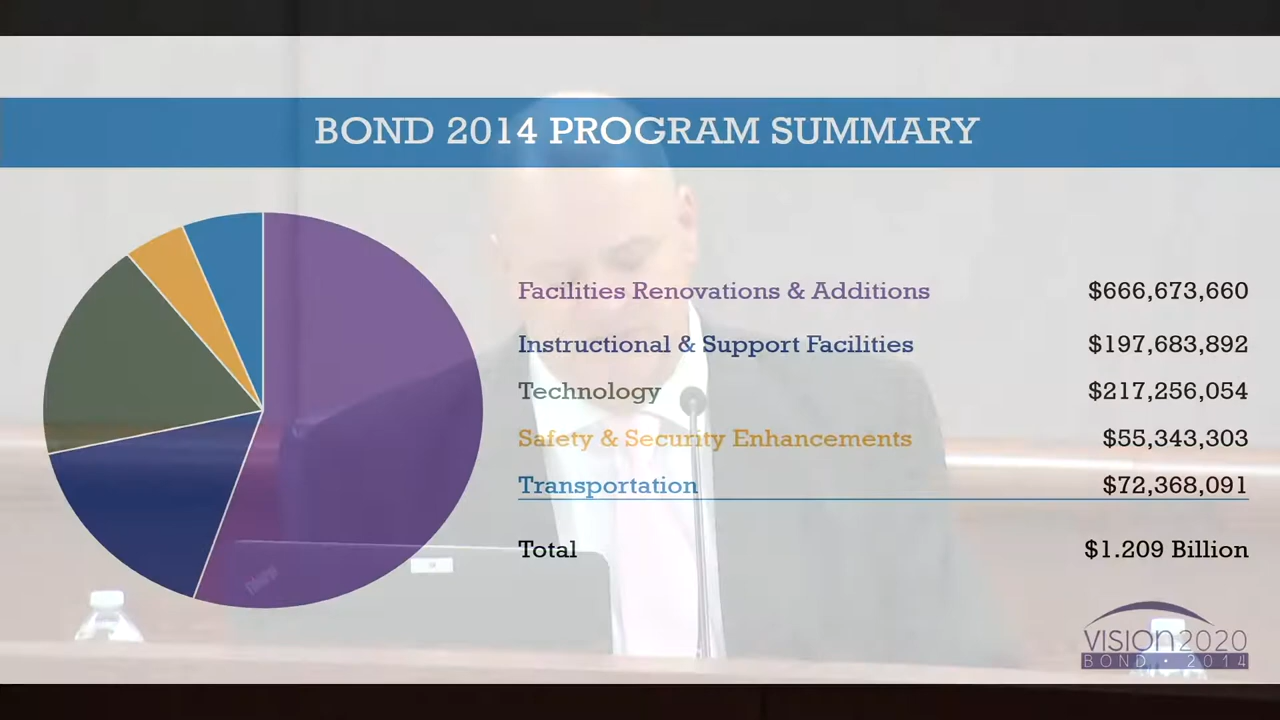 BOND 2014 PROGRAM SUMMARY
Facilities Renovations & Additions $666,673,660
Instructional & Support Facilities $197,683,892
Technology $217,256,054
Safety & Security Enhancements $55,343,303
Transportation $72,368,091
Total $1.209 Billion
VISION2020
BOND • 2014